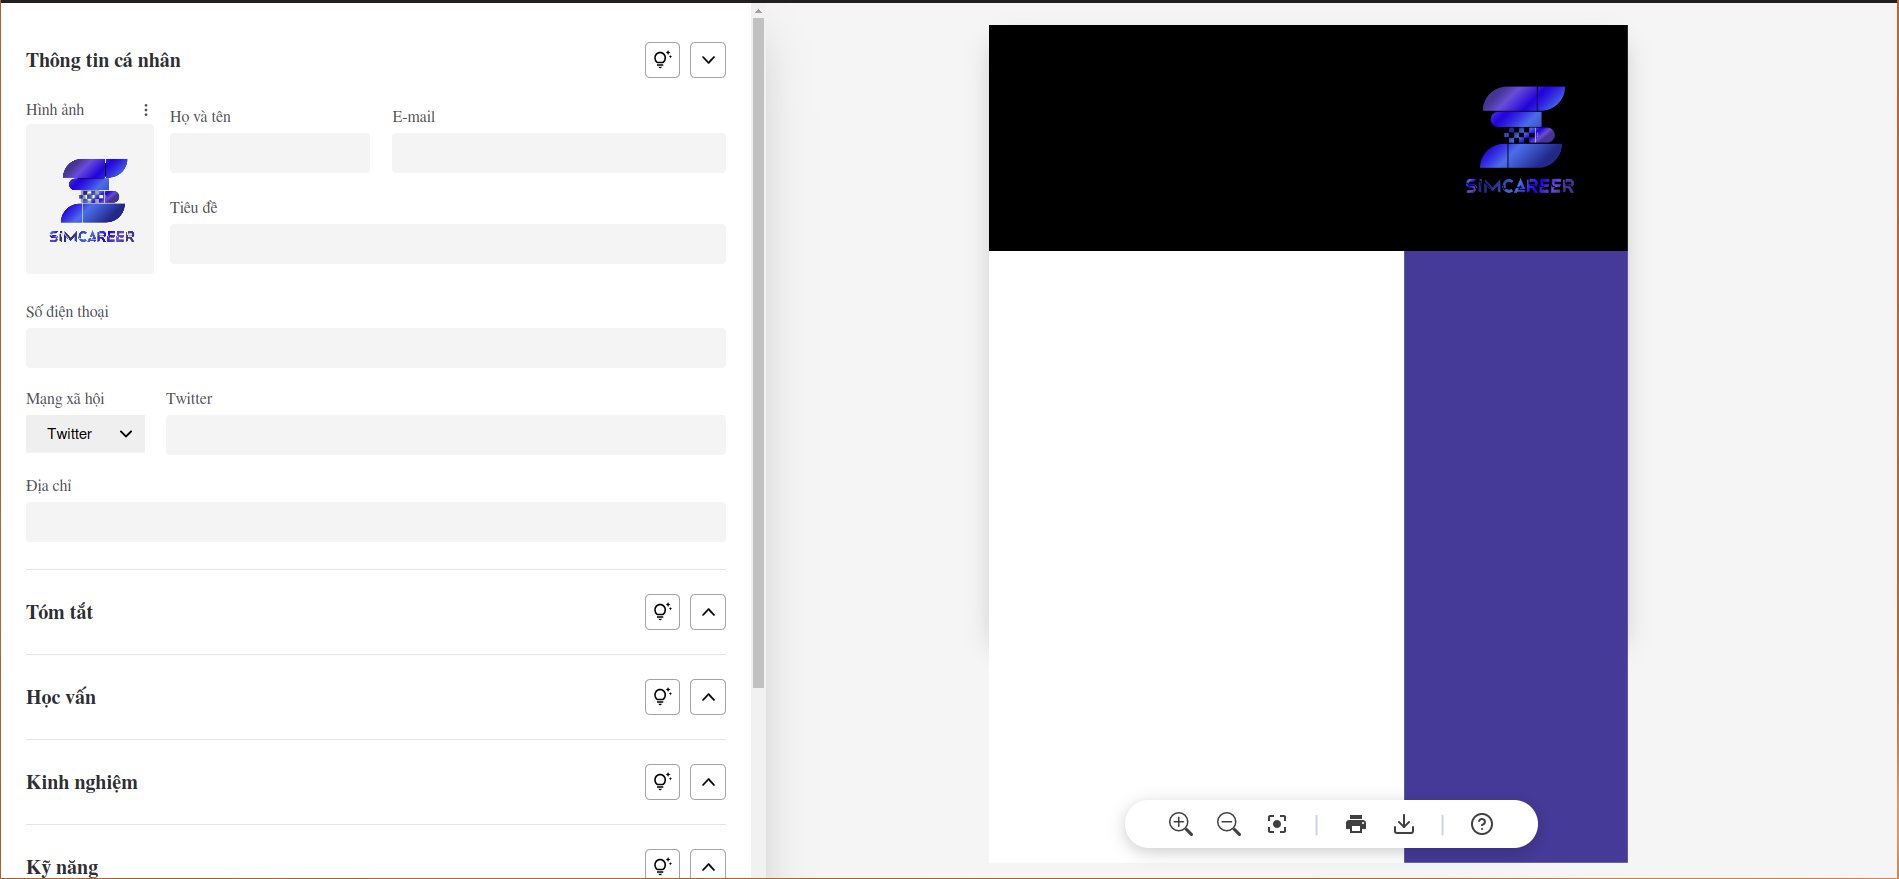 Thông tin cá nhân
Hình ảnh
Họ và tên
E-mail
SIMCAREER
Tiêu đề
Số điện thoại
Mạng xã hội
Twitter
Twitter
Địa chỉ
Tóm tắt
Học vấn
Kinh nghiệm
Kỹ năng
SIMCAREER